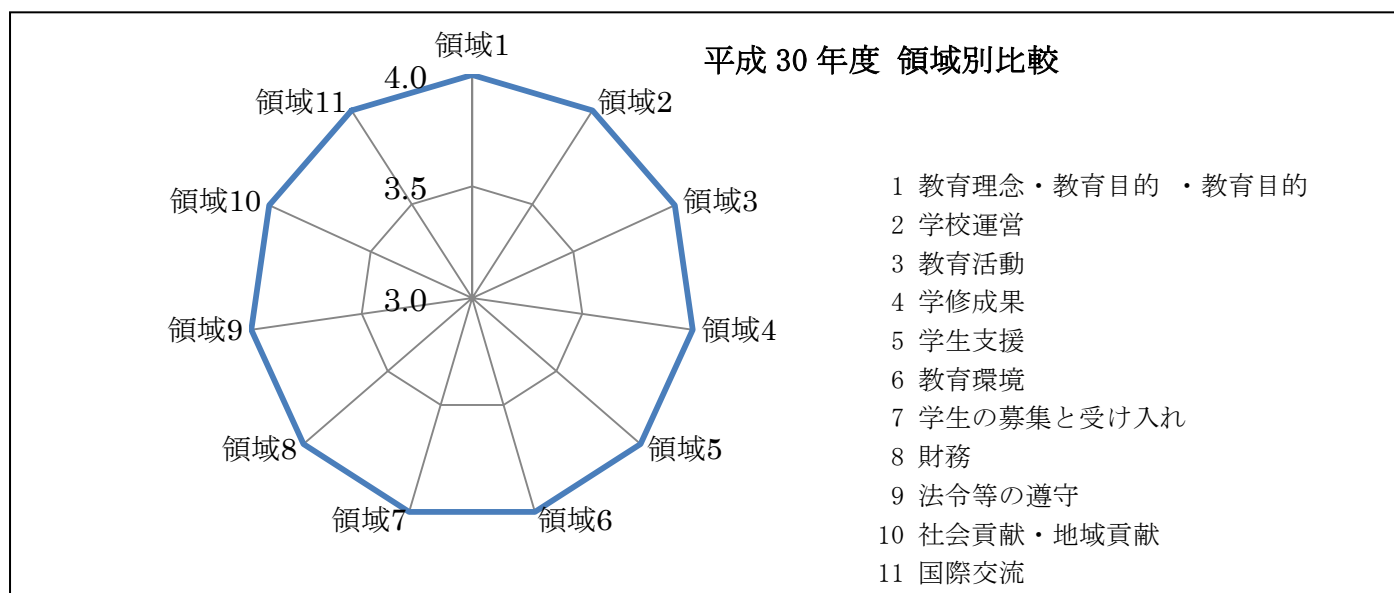 平成 30 年度 領域別比較
領域1
領域2
領域3
領域4
領域5
領域6
領域7
領域8
領域9
領域10
領域11
4.0
3.5
3.0
1 教育理念・教育目的 ・教育目的
2 学校運営
3 教育活動
4 学修成果
5 学生支援
6 教育環境
7 学生の募集と受け入れ
8 財務
9 法令等の遵守
10 社会貢献・地域貢献
11 国際交流